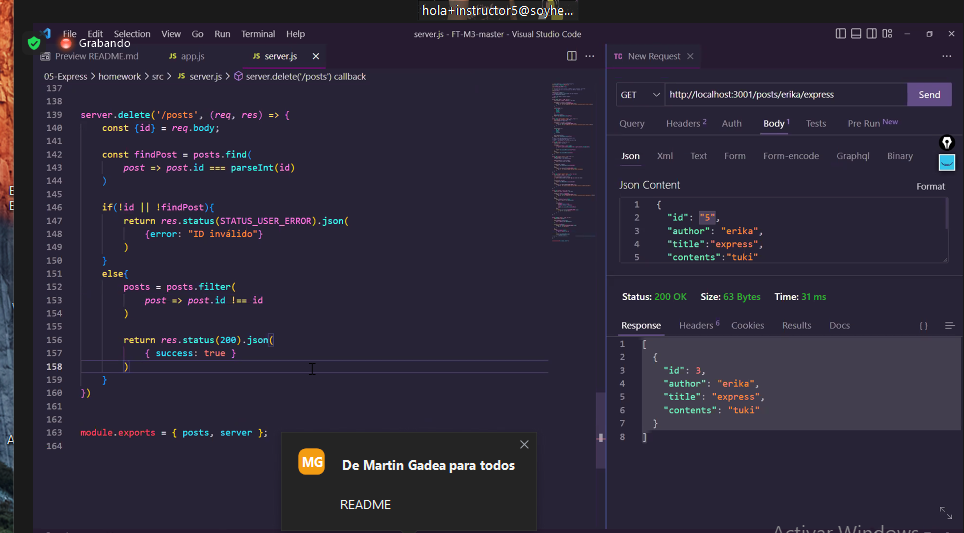 hola+instructor5@soyhe...
File Edit Selection View Go Run Terminal Help
server.js - FT-M3-master - Visual Studio Code
Grabando
Preview README.md
JS app.js
JS server.js
05-Express > homework > src > JS server.js > server.delete('/posts') callback
137
138
139 server.delete('/posts', (req, res) => {
140 const {id} = req.body;
141
142 const findPost = posts.find(
143 post => post.id === parseInt(id)
144 )
145
146 if(!id || !findPost){
147 return res.status(STATUS_USER_ERROR).json(
148 {error: "ID inválido"}
149 )
150 }
151 else{
152 posts = posts.filter(
153 post => post.id !== id
154 )
155
156 return res.status(200).json(
157 { success: true }
158 )
159 }
160 })
161
162
163 module.exports = { posts, server };
164
MG
De Martin Gadea para todos
README
TC New Request
GET
http://localhost:3001/posts/erika/express
Send
Query Headers 2 Auth Body 1 Tests Pre Run New
Json Xml Text Form Form-encode Graphql Binary
Json Content
Format
1 {
2 "id": "5",
3 "author": "erika",
4 "title":"express",
5 "contents":"tuki"
Status: 200 OK Size: 63 Bytes Time: 31 ms
Response Headers 6 Cookies Results Docs { }
1 [
2 {
3 "id": 3,
4 "author": "erika",
5 "title": "express",
6 "contents": "tuki"
7 }
8 ]
Activar Windows